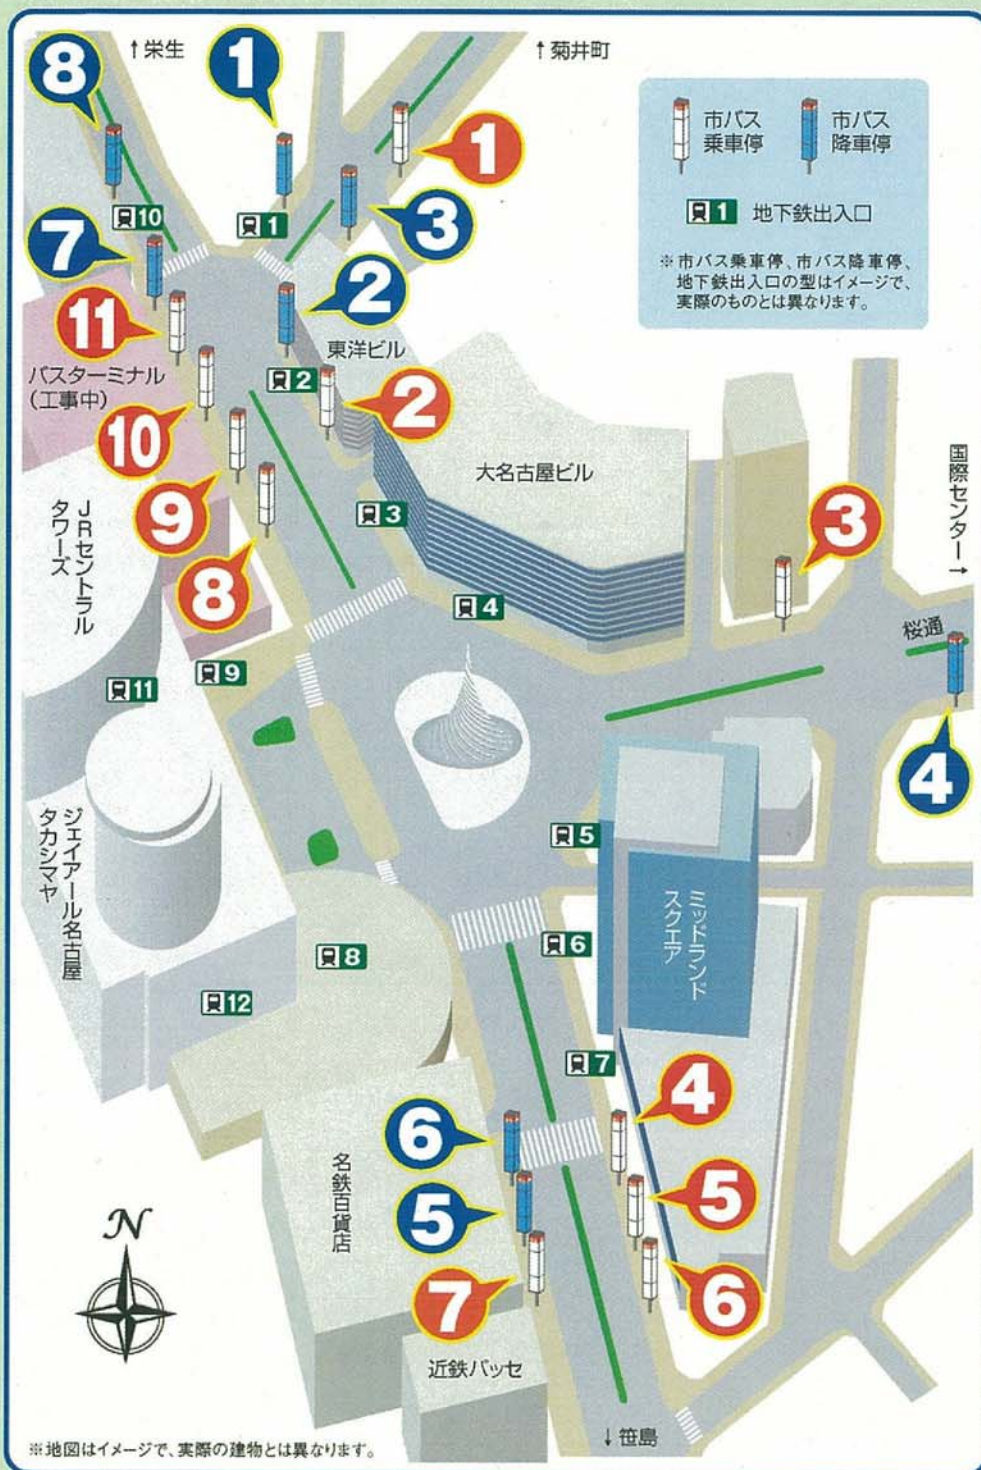 ↑栄生
↑菊井町
8
1
1
市バス
乗車停
市バス
降車停
1 地下鉄出入口
※市バス乗車停、市バス降車停、
地下鉄出入口の型はイメージで、
実際のものとは異なります。
10
1
3
7
2
11
東洋ビル
バスターミナル
(工事中)
2
2
10
大名古屋ビル
国際センター→
JRセントラル
タワーズ
9
3
3
8
4
桜通
9
11
4
ジェイアール名古屋
タカシマヤ
5
ミッドランド
スクエア
6
8
12
7
4
6
名鉄百貨店
5
5
N
7
6
近鉄パッセ
↓笹島
※地図はイメージで、実際の建物とは異なります。